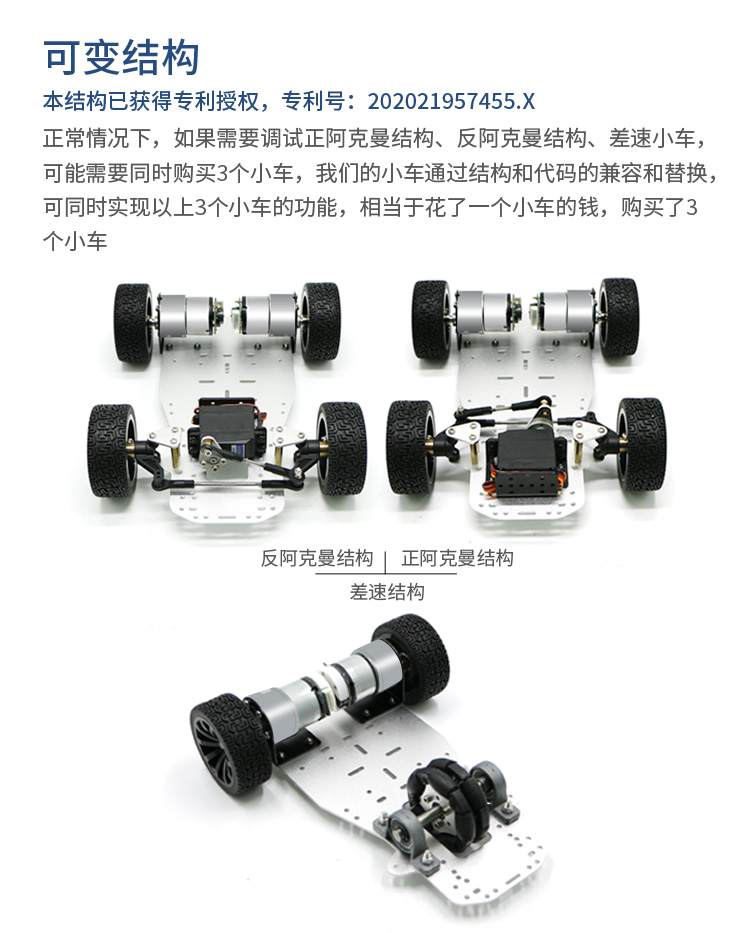 可变结构
本结构已获得专利授权，专利号：202021957455.X
正常情况下，如果需要调试正阿克曼结构、反阿克曼结构、差速小车，
可能需要同时购买3个小车，我们的小车通过结构和代码的兼容和替换，
可同时实现以上3个小车的功能，相当于花了一个小车的钱，购买了3
个小车
反阿克曼结构 | 正阿克曼结构
差速结构